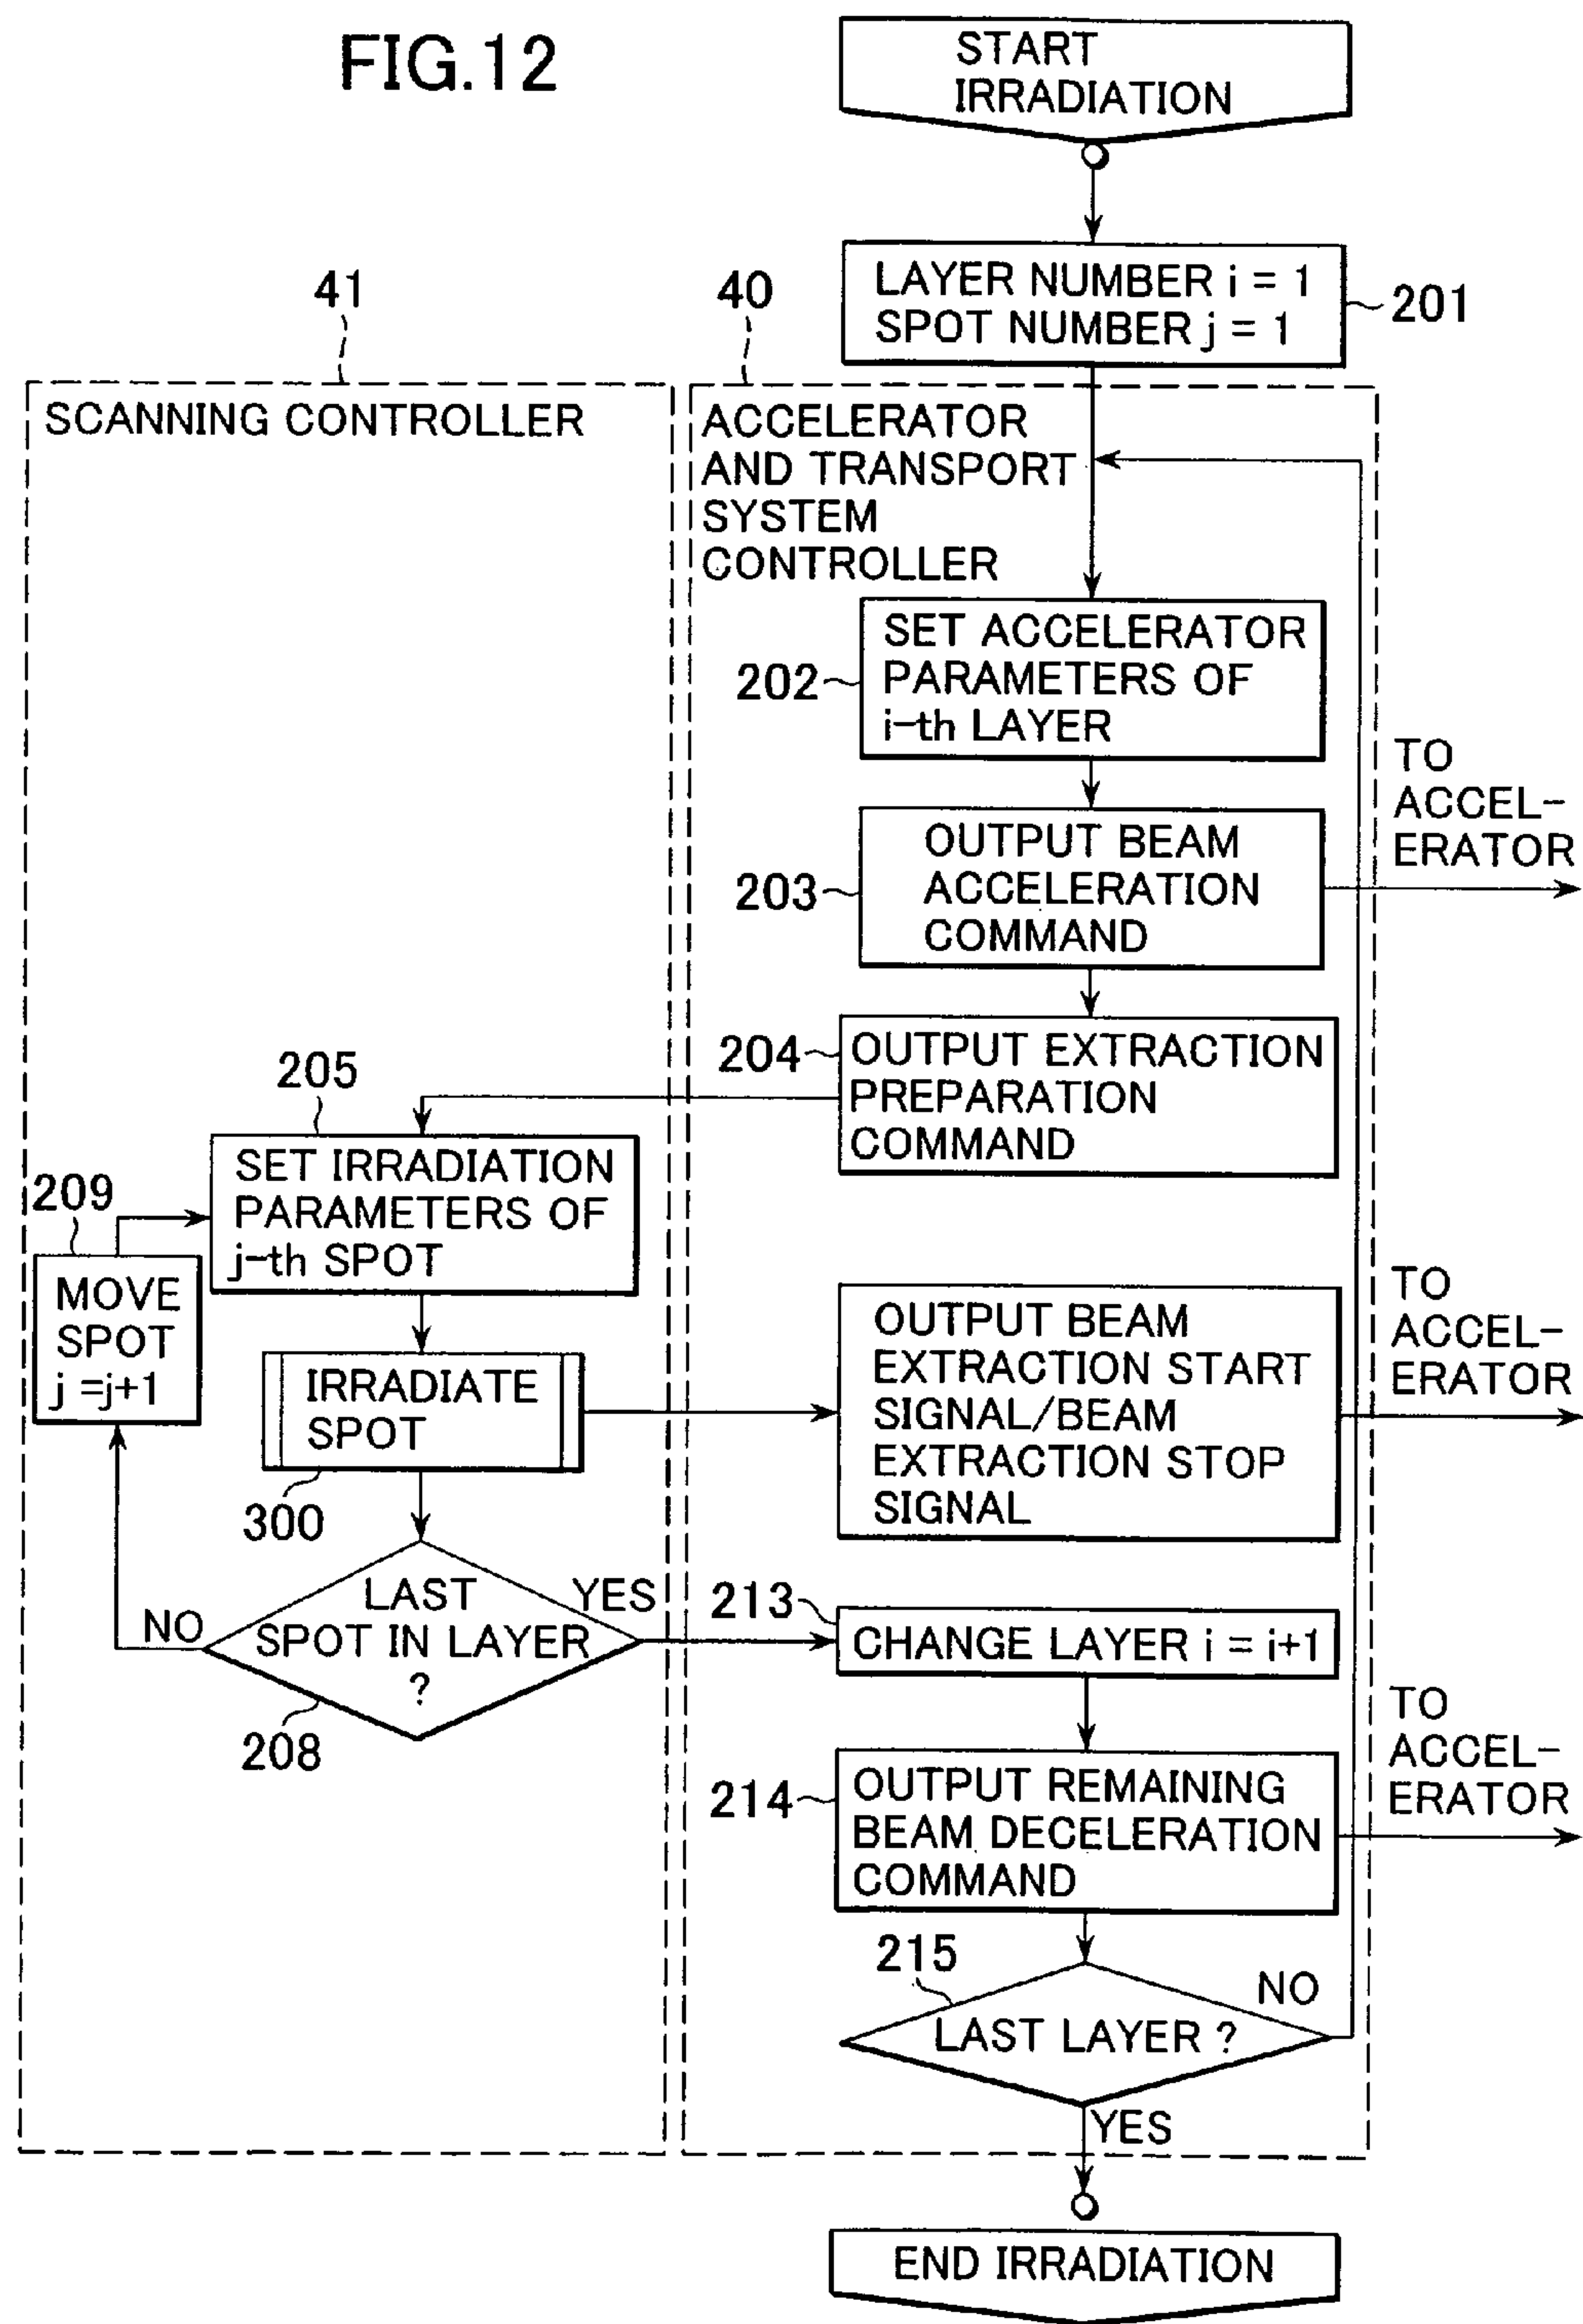 FIG.12
START
IRRADIATION
LAYER NUMBER i = 1
SPOT NUMBER j = 1
201
41
40
SCANNING CONTROLLER
ACCELERATOR
AND TRANSPORT
SYSTEM
CONTROLLER
202
SET ACCELERATOR
PARAMETERS OF
i-th LAYER
TO
ACCEL-
ERATOR
203
OUTPUT BEAM
ACCELERATION
COMMAND
204
OUTPUT EXTRACTION
PREPARATION
COMMAND
205
SET IRRADIATION
PARAMETERS OF
j-th SPOT
209
MOVE
SPOT
j =j+1
IRRADIATE
SPOT
300
OUTPUT BEAM
EXTRACTION START
SIGNAL/BEAM
EXTRACTION STOP
SIGNAL
TO
ACCEL-
ERATOR
LAST
SPOT IN LAYER
?
YES
NO
208
213
CHANGE LAYER i = i+1
214
OUTPUT REMAINING
BEAM DECELERATION
COMMAND
TO
ACCEL-
ERATOR
215
LAST LAYER ?
NO
YES
END IRRADIATION